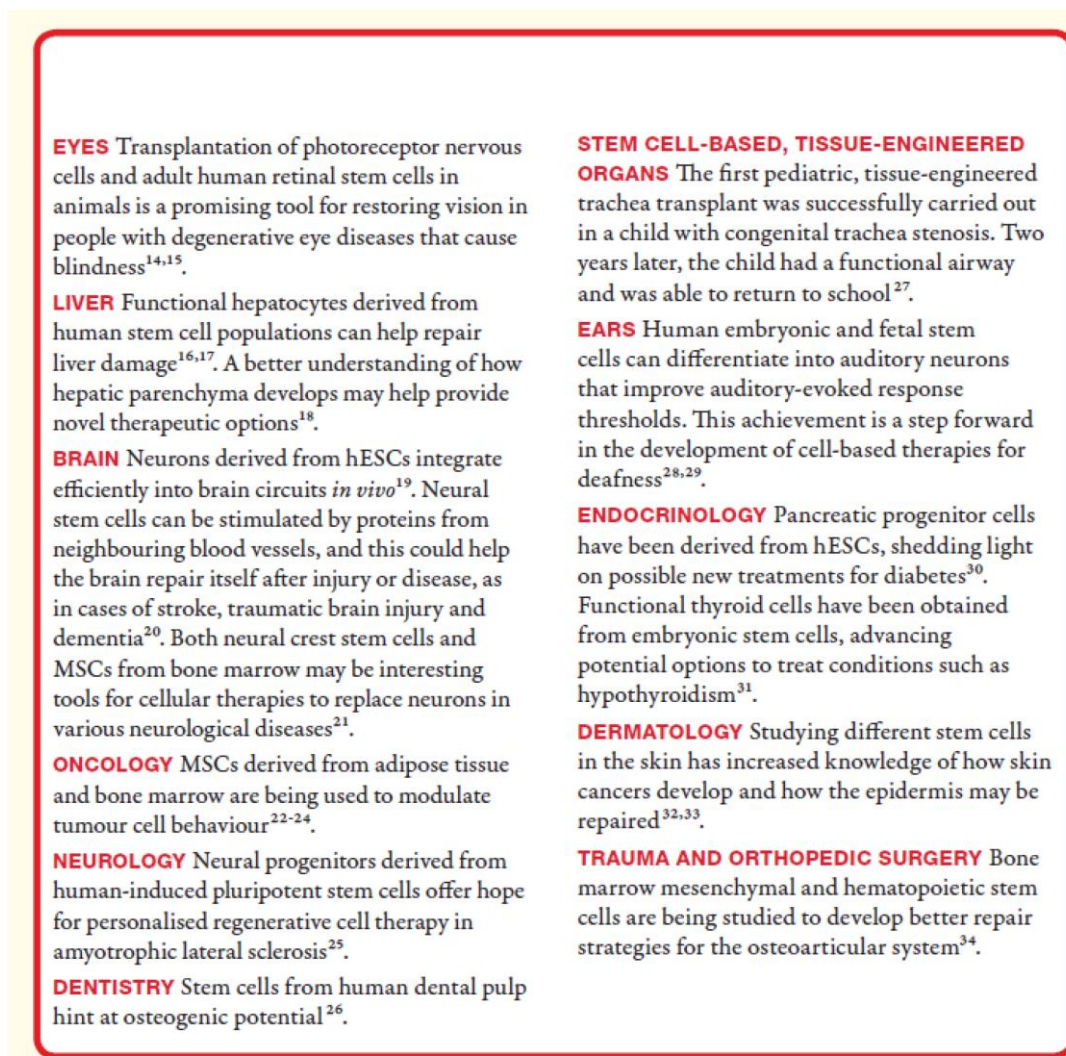 EYES Transplantation of photoreceptor nervous
cells and adult human retinal stem cells in
animals is a promising tool for restoring vision in
people with degenerative eye diseases that cause
blindness¹⁴,¹⁵.
LIVER Functional hepatocytes derived from
human stem cell populations can help repair
liver damage¹⁶,¹⁷. A better understanding of how
hepatic parenchyma develops may help provide
novel therapeutic options¹⁸.
BRAIN Neurons derived from hESCs integrate
efficiently into brain circuits in vivo¹⁹. Neural
stem cells can be stimulated by proteins from
neighbouring blood vessels, and this could help
the brain repair itself after injury or disease, as
in cases of stroke, traumatic brain injury and
dementia²⁰. Both neural crest stem cells and
MSCs from bone marrow may be interesting
tools for cellular therapies to replace neurons in
various neurological diseases²¹.
ONCOLOGY MSCs derived from adipose tissue
and bone marrow are being used to modulate
tumour cell behaviour²²-²⁴.
NEUROLOGY Neural progenitors derived from
human-induced pluripotent stem cells offer hope
for personalised regenerative cell therapy in
amyotrophic lateral sclerosis²⁵.
DENTISTRY Stem cells from human dental pulp
hint at osteogenic potential²⁶.
STEM CELL-BASED, TISSUE-ENGINEERED
ORGANS The first pediatric, tissue-engineered
trachea transplant was successfully carried out
in a child with congenital trachea stenosis. Two
years later, the child had a functional airway
and was able to return to school²⁷.
EARS Human embryonic and fetal stem
cells can differentiate into auditory neurons
that improve auditory-evoked response
thresholds. This achievement is a step forward
in the development of cell-based therapies for
deafness²⁸,²⁹.
ENDOCRINOLOGY Pancreatic progenitor cells
have been derived from hESCs, shedding light
on possible new treatments for diabetes³⁰.
Functional thyroid cells have been obtained
from embryonic stem cells, advancing
potential options to treat conditions such as
hypothyroidism³¹.
DERMATOLOGY Studying different stem cells
in the skin has increased knowledge of how skin
cancers develop and how the epidermis may be
repaired³²,³³.
TRAUMA AND ORTHOPEDIC SURGERY Bone
marrow mesenchymal and hematopoietic stem
cells are being studied to develop better repair
strategies for the osteoarticular system³⁴.